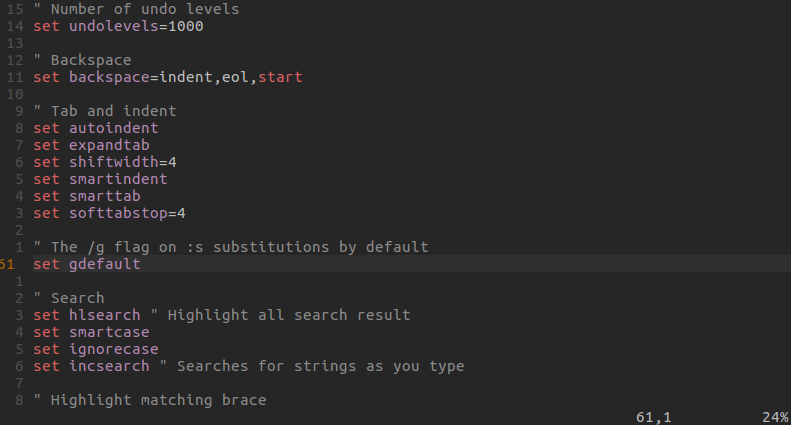 15 " Number of undo levels
14 set undolevels=1000
13
12 " Backspace
11 set backspace=indent,eol,start
10
9 " Tab and indent
8 set autoindent
7 set expandtab
6 set shiftwidth=4
5 set smartindent
4 set smarttab
3 set softtabstop=4
2
1 " The /g flag on :s substitutions by default
61 set gdefault
1
2 " Search
3 set hlsearch " Highlight all search result
4 set smartcase
5 set ignorecase
6 set incsearch " Searches for strings as you type
7
8 " Highlight matching brace
61,1 24%